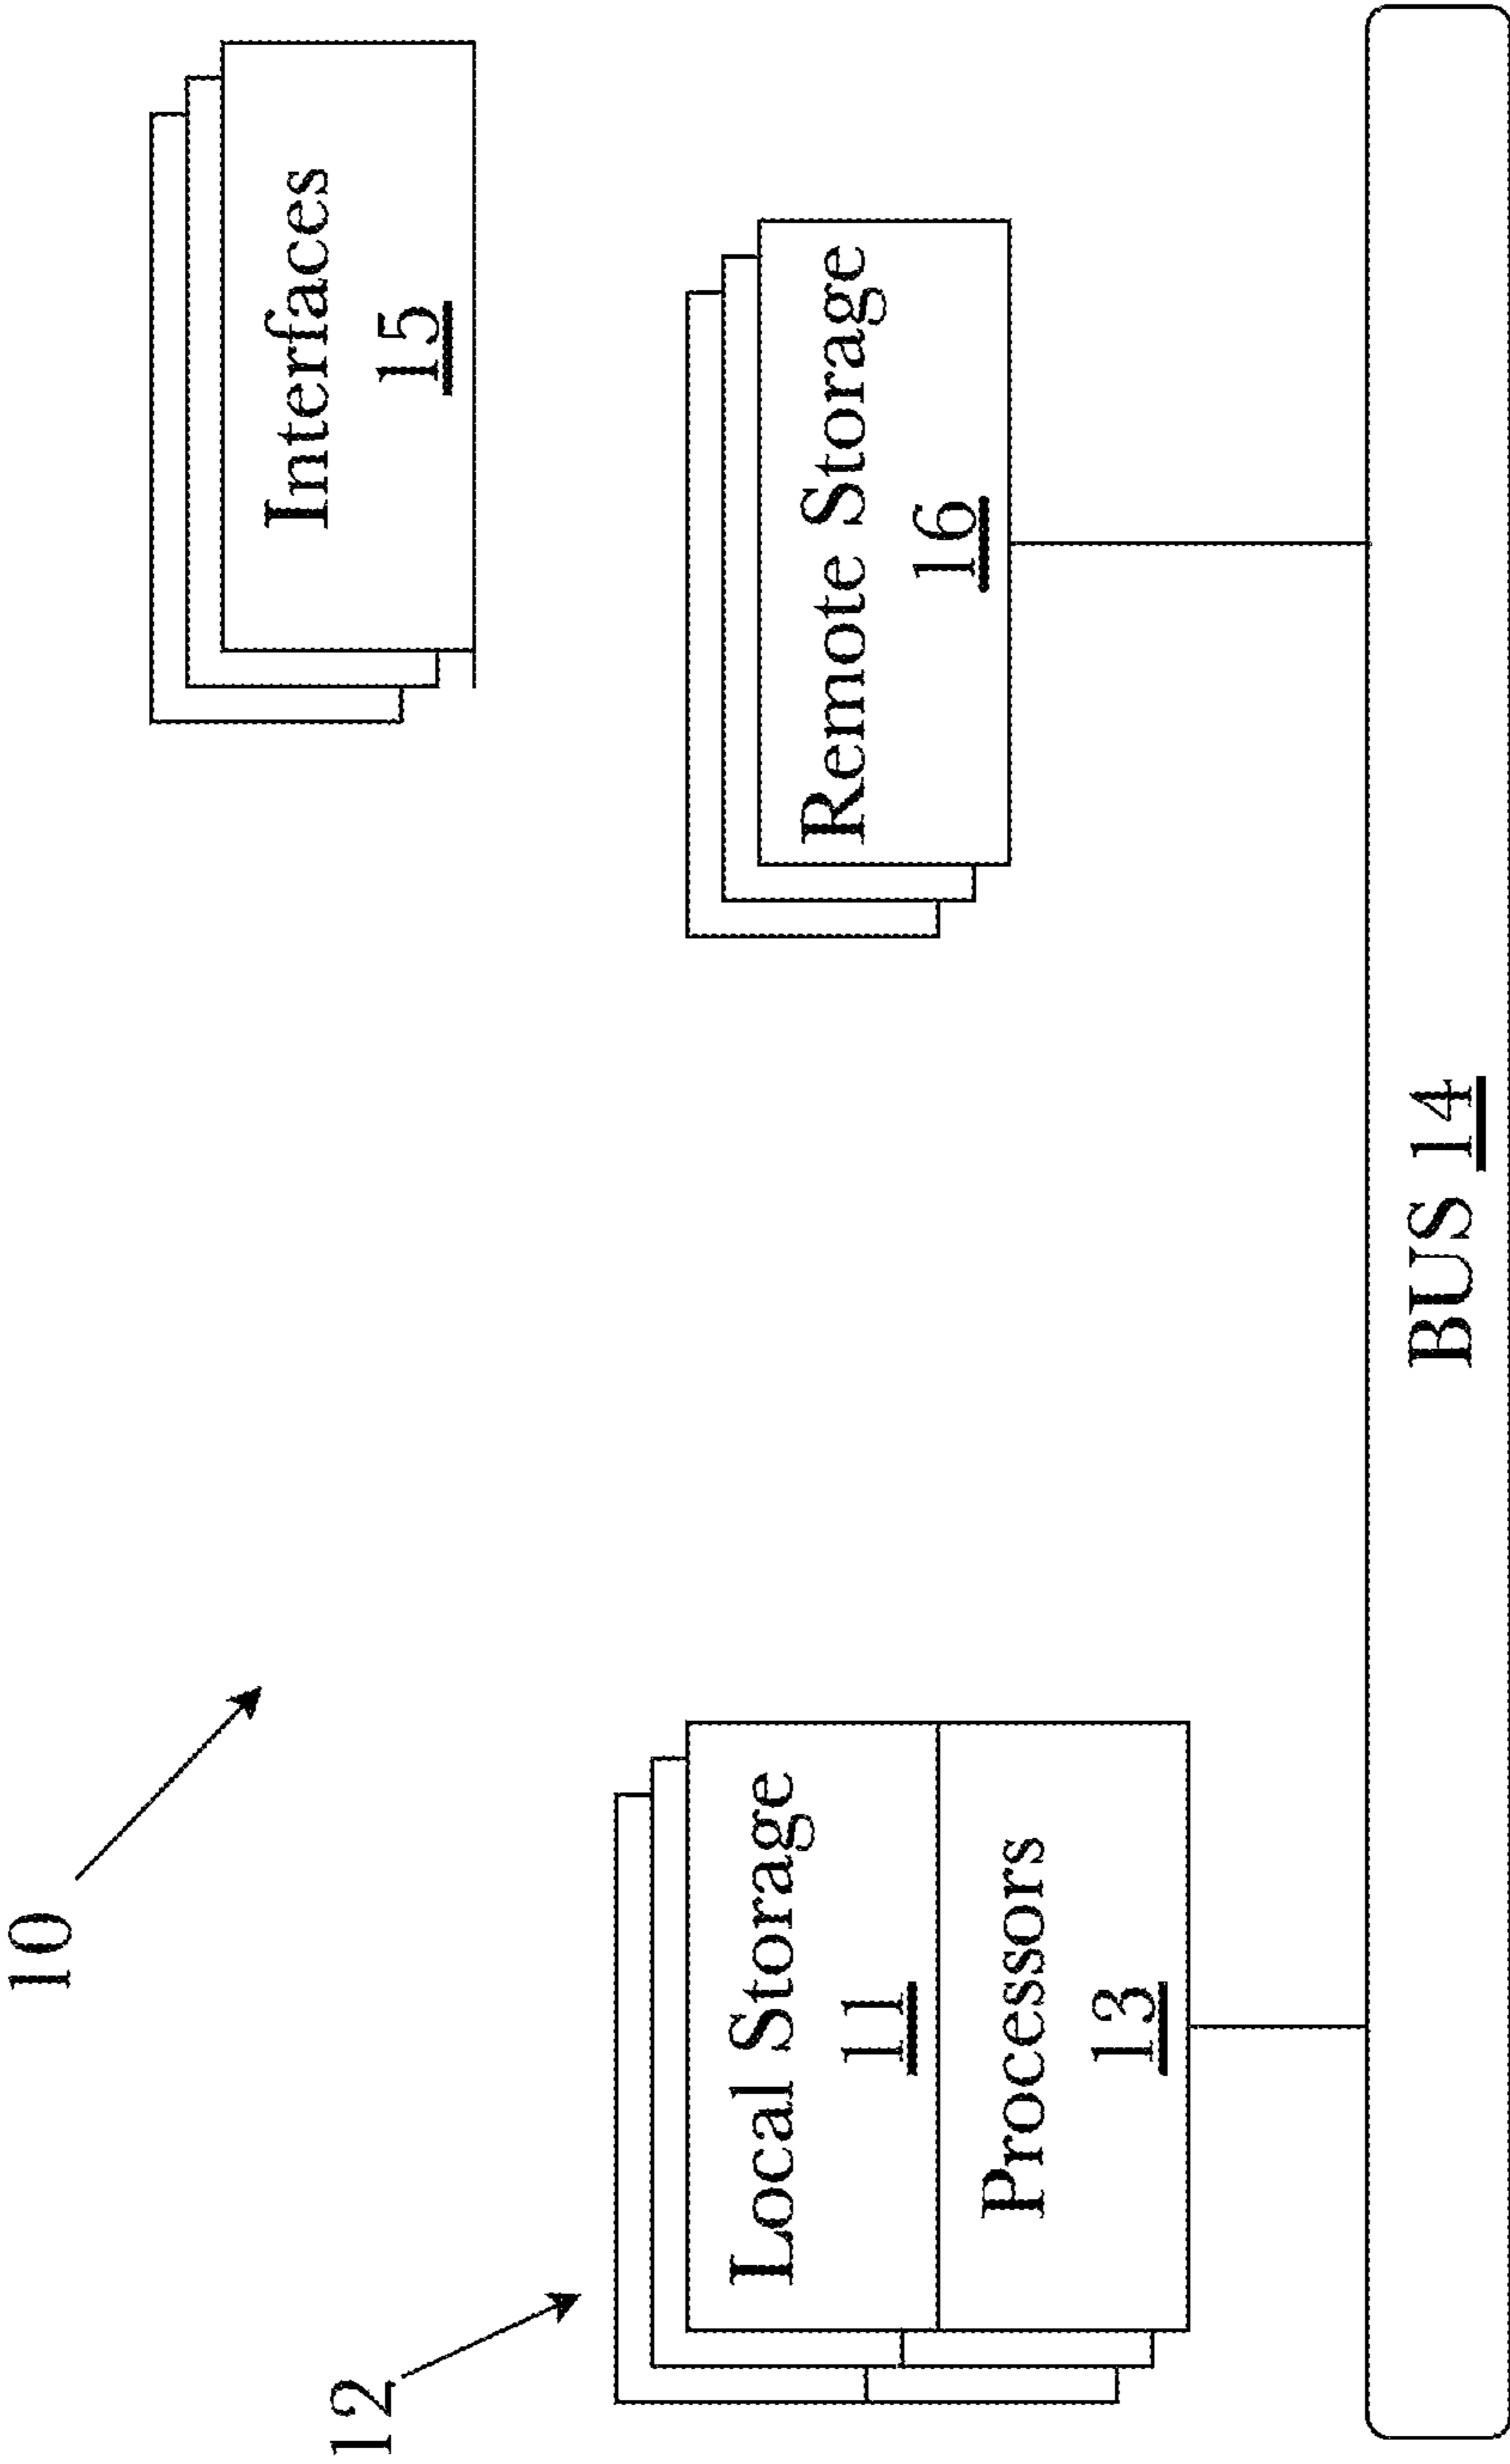 10
12
Interfaces
15
Local Storage
11
Processors
13
Remote Storage
16
BUS 14